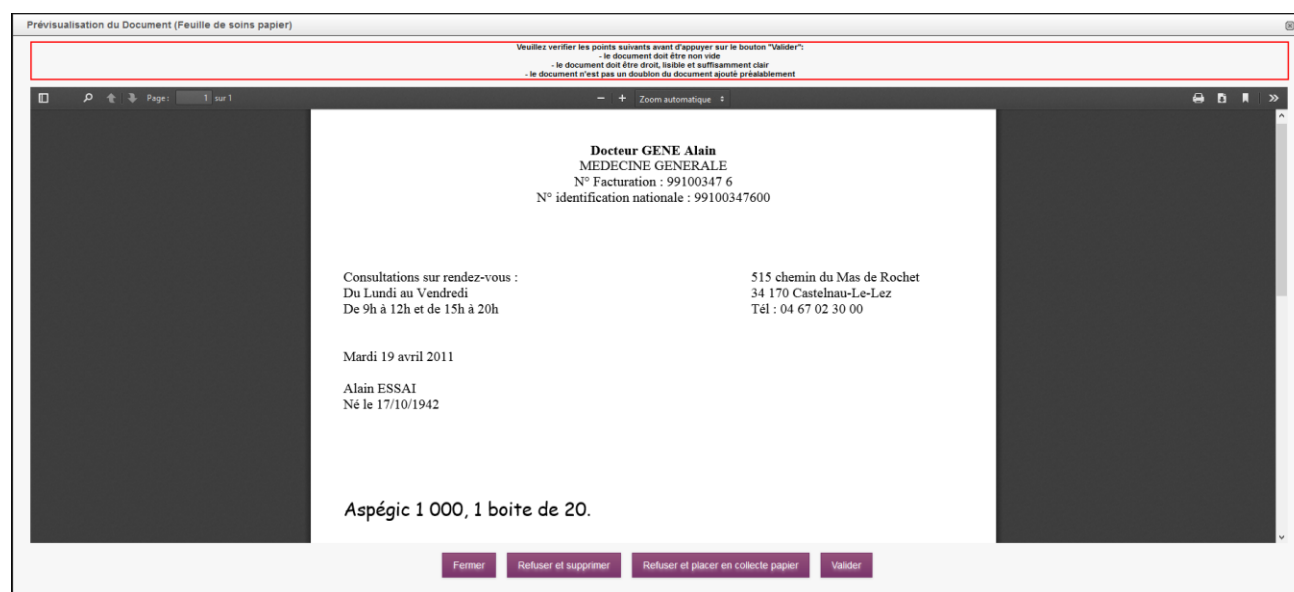 Prévisualisation du Document (Feuille de soins papier)
Veuillez verifier les points suivants avant d'appuyer sur le bouton "Valider":
- le document doit être non vide
- le document doit être droit, lisible et suffisamment clair
- le document n'est pas un doublon du document ajouté préalablement
Page: 1 sur 1 − + Zoom automatique
Docteur GENE Alain
MEDECINE GENERALE
N° Facturation : 99100347 6
N° identification nationale : 99100347600
Consultations sur rendez-vous :
Du Lundi au Vendredi
De 9h à 12h et de 15h à 20h
515 chemin du Mas de Rochet
34 170 Castelnau-Le-Lez
Tél : 04 67 02 30 00
Mardi 19 avril 2011
Alain ESSAI
Né le 17/10/1942
Aspégic 1 000, 1 boite de 20.
Fermer Refuser et supprimer Refuser et placer en collecte papier Valider